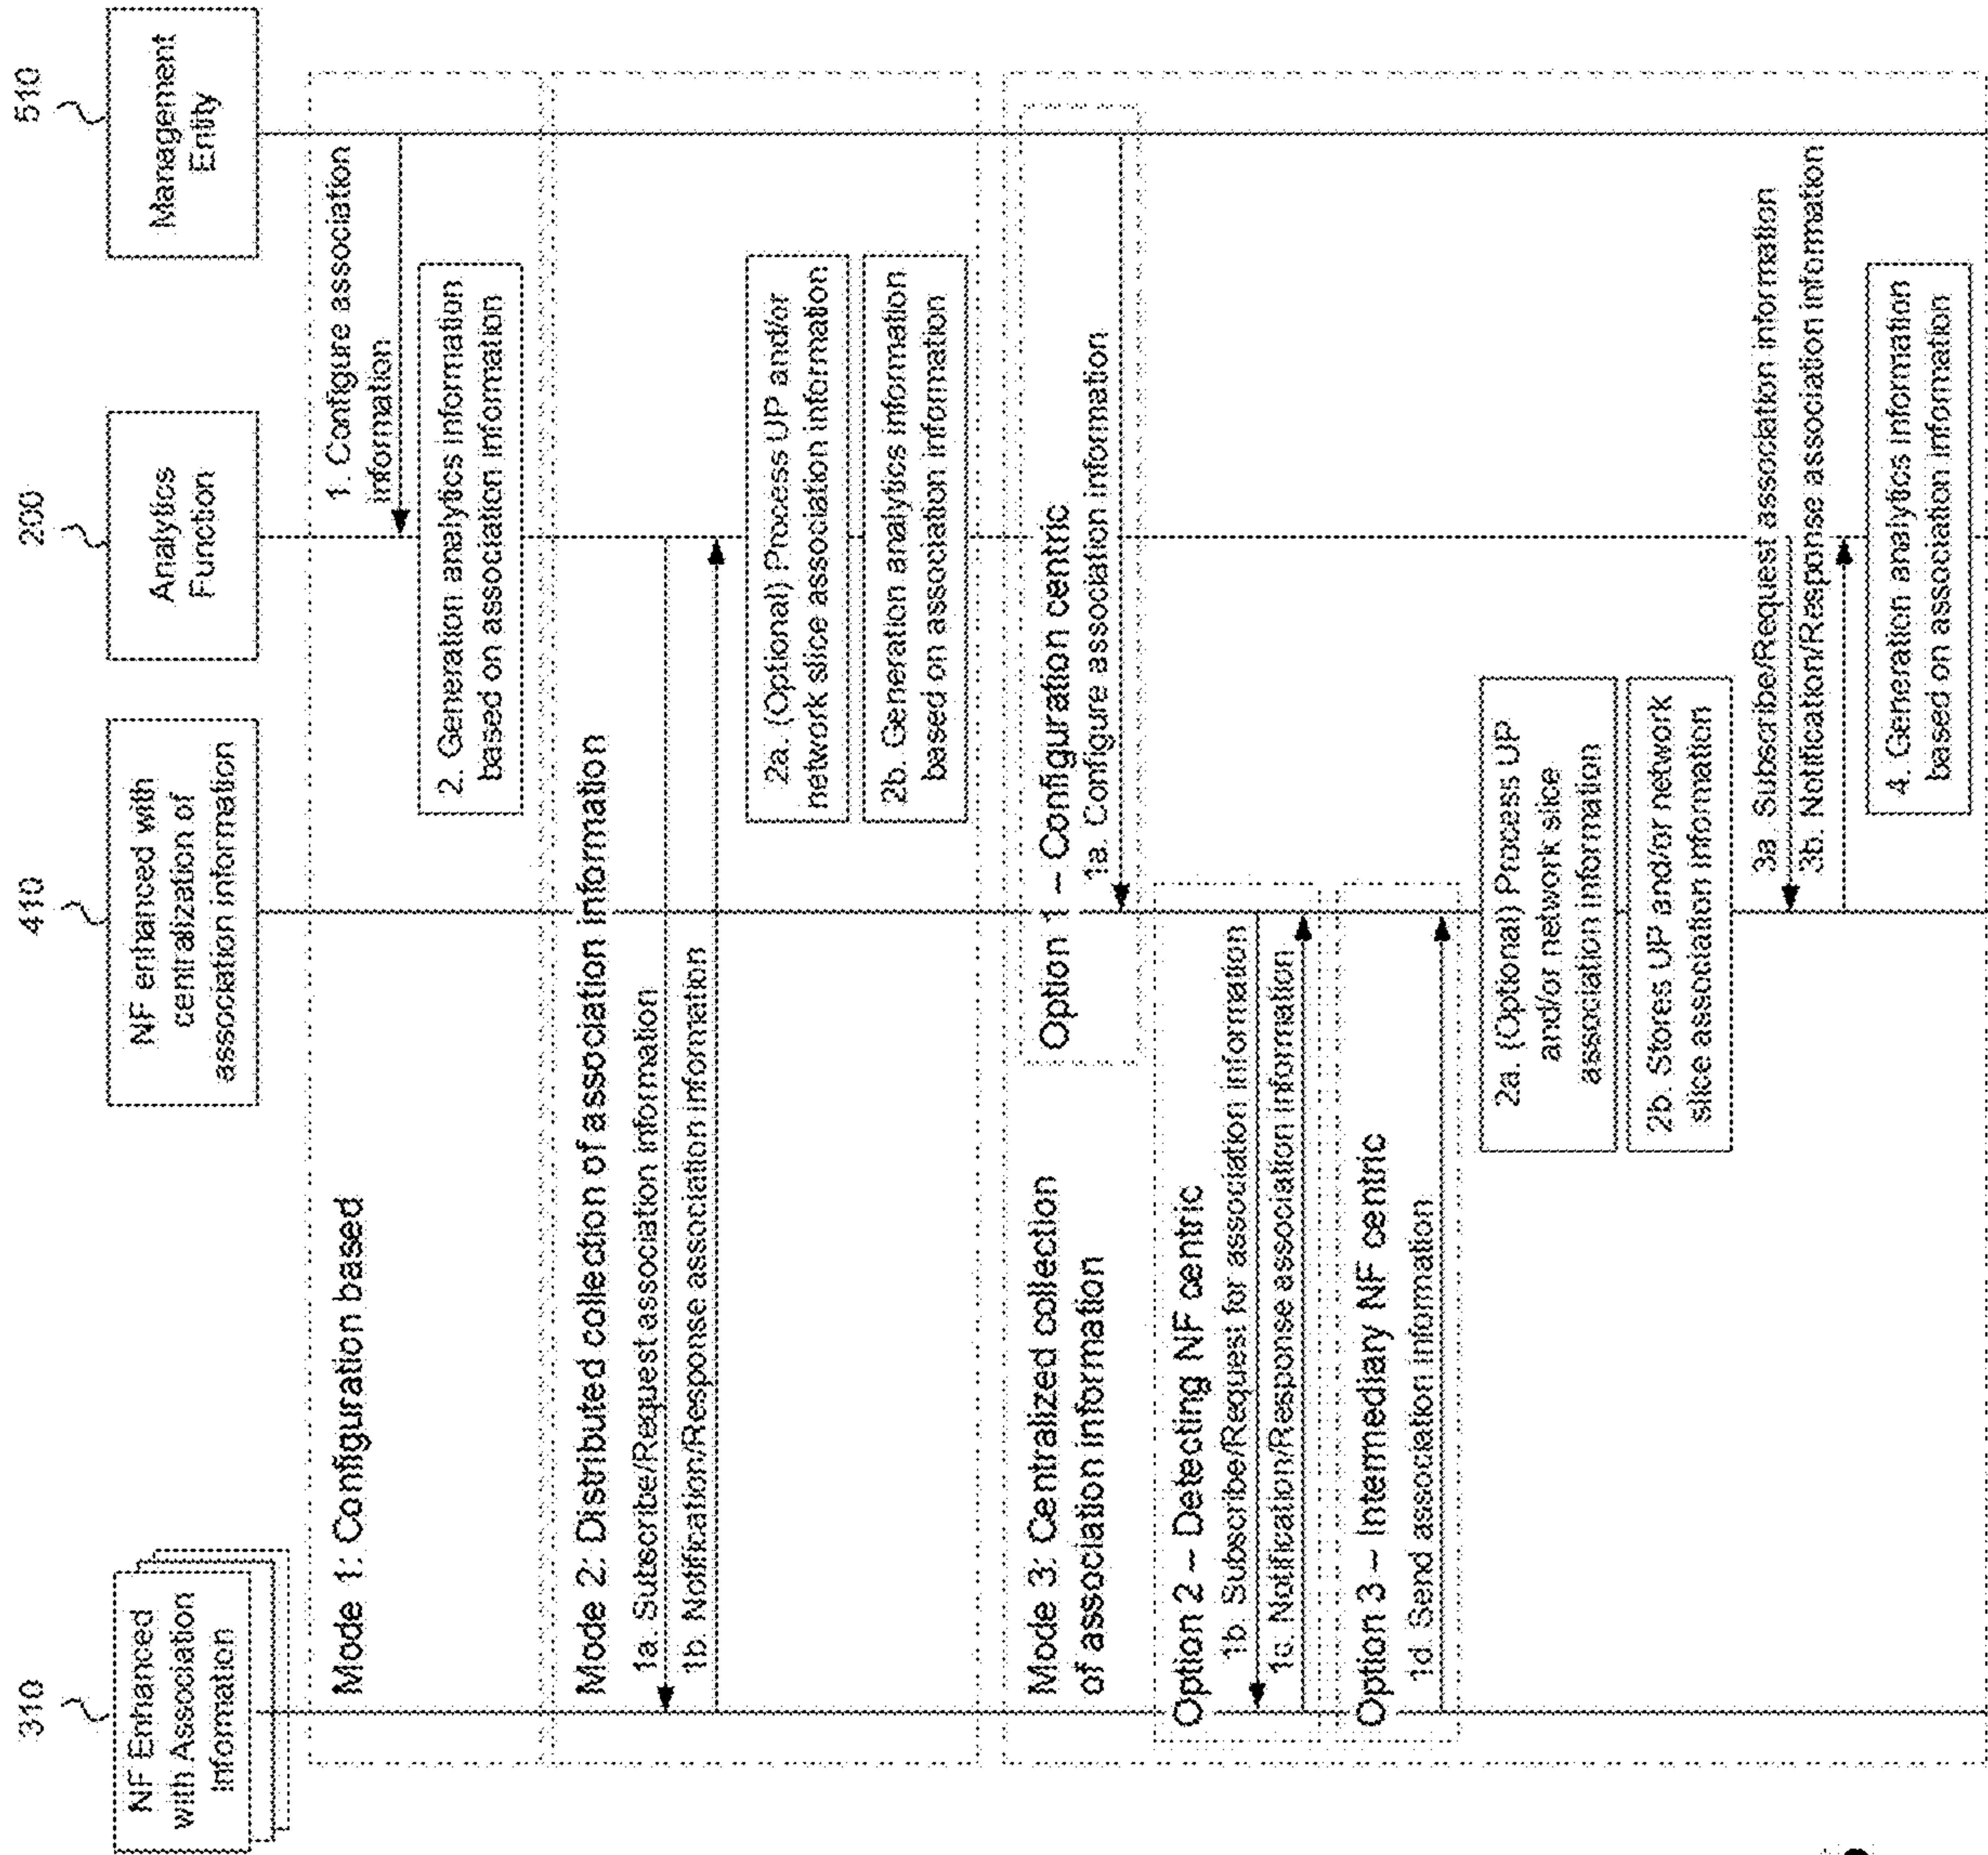 310
410
200
510
NF Enhanced
with Association
Information
NF enhanced with
centralization of
association information
Analytics
Function
Management
Entity
Mode 1: Configuration based
1. Configure association
information
2. Generation analytics information
based on association information
Mode 2: Distributed collection of association information
1a. Subscribe/Request association information
1b. Notification/Response association information
2a. (Optional) Process UP and/or
network slice association information
2b. Generation analytics information
based on association information
Mode 3: Centralized collection
of association information
Option 1 – Configuration centric
1a. Configure association information
Option 2 – Detecting NF centric
1b. Subscribe/Request for association information
1c. Notification/Response association information
Option 3 – Intermediary NF centric
1d. Send association information
2a. (Optional) Process UP
and/or network slice
association information
2b. Stores UP and/or network
slice association information
3a. Subscribe/Request association information
3b. Notification/Response association information
4. Generation analytics information
based on association information